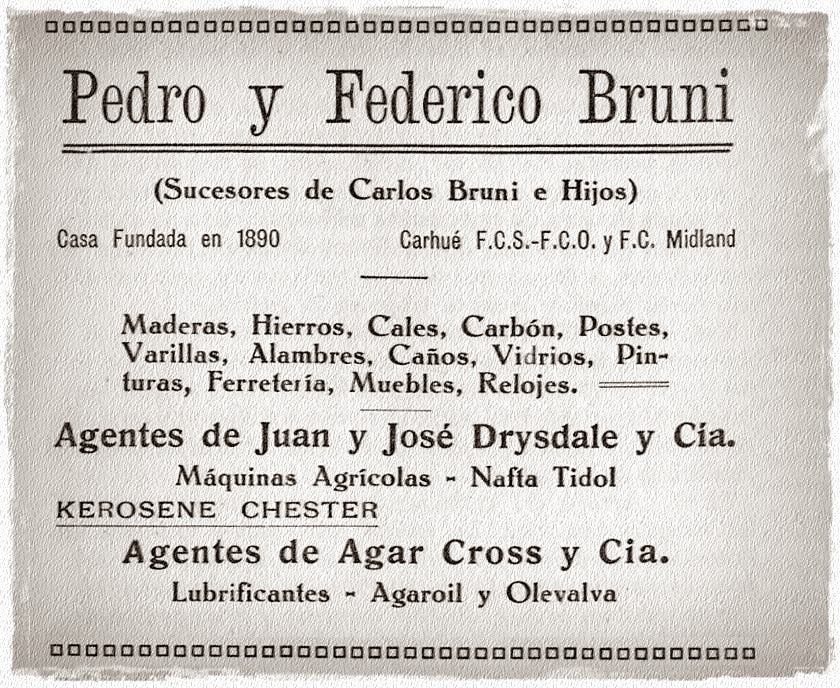 Pedro y Federico Bruni
(Sucesores de Carlos Bruni e Hijos)
Casa Fundada en 1890 Carhué F.C.S.-F.C.O. y F.C. Midland
Maderas, Hierros, Cales, Carbón, Postes,
Varillas, Alambres, Caños, Vidrios, Pin-
turas, Ferretería, Muebles, Relojes.
Agentes de Juan y José Drysdale y Cía.
Máquinas Agrícolas - Nafta Tidol
KEROSENE CHESTER
Agentes de Agar Cross y Cia.
Lubrificantes - Agaroil y Olevalva